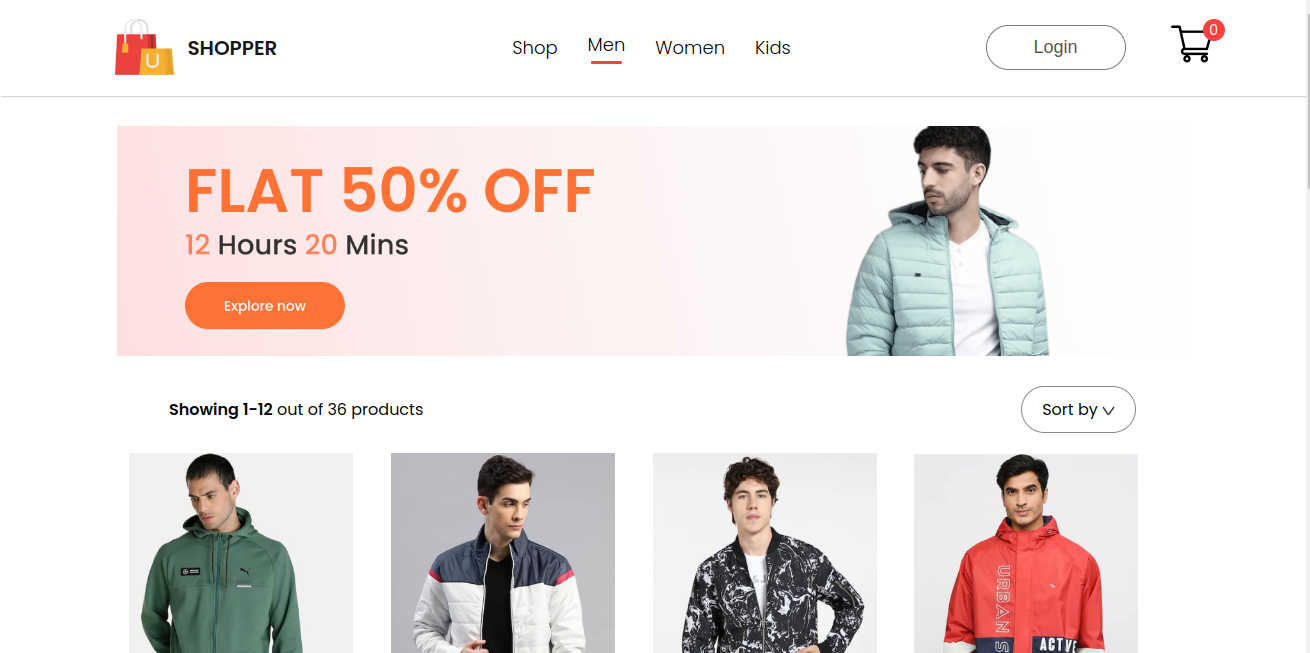 U
SHOPPER
Shop
Men
Women
Kids
Login
0
FLAT 50% OFF
12 Hours 20 Mins
Explore now
Showing 1-12 out of 36 products
Sort by
URBAN S
ACTVE